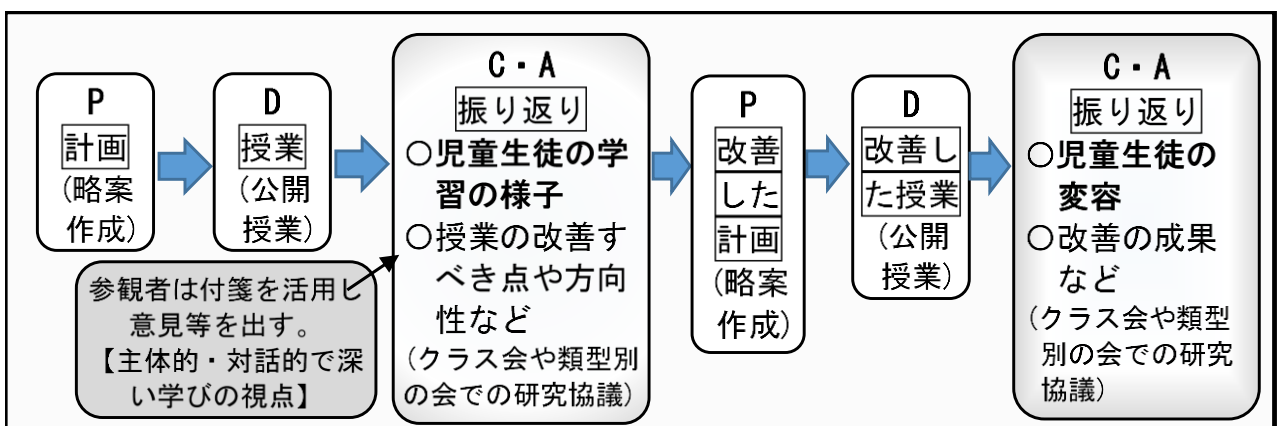 P
計画
(略案
作成)
D
授業
(公開
授業)
C・A
振り返り
○児童生徒の学
習の様子
○授業の改善す
べき点や方向
性など
(クラス会や類型別
の会での研究協議)
参観者は付箋を活用し
意見等を出す。
【主体的・対話的で深
い学びの視点】
P
改善
した
計画
(略案
作成)
D
改善し
た授業
(公開
授業)
C・A
振り返り
○児童生徒の
変容
○改善の成果
など
(クラス会や類型
別の会での研究
協議)